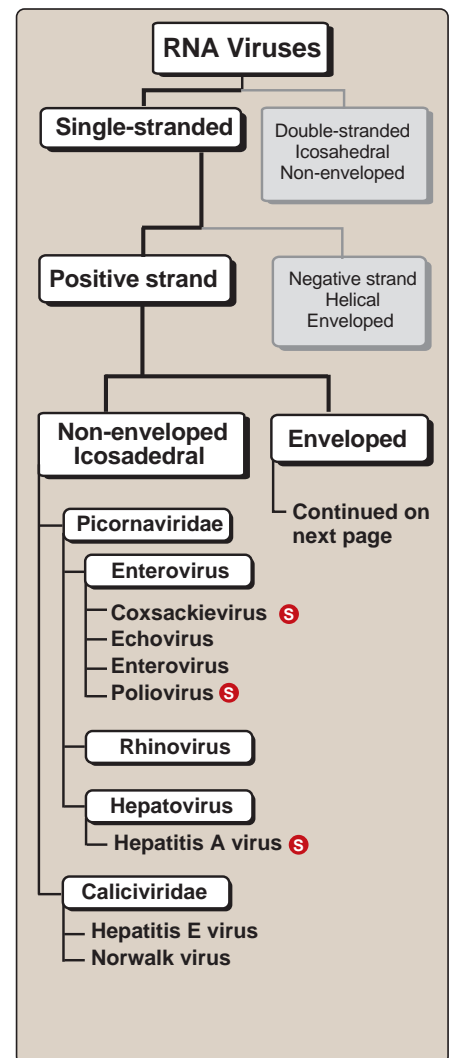 RNA Viruses
Single-stranded
Double-stranded
Icosahedral
Non-enveloped
Positive strand
Negative strand
Helical
Enveloped
Non-enveloped
Icosadedral
Enveloped
Continued on
next page
Picornaviridae
Enterovirus
Coxsackievirus S
Echovirus
Enterovirus
Poliovirus S
Rhinovirus
Hepatovirus
Hepatitis A virus S
Caliciviridae
Hepatitis E virus
Norwalk virus